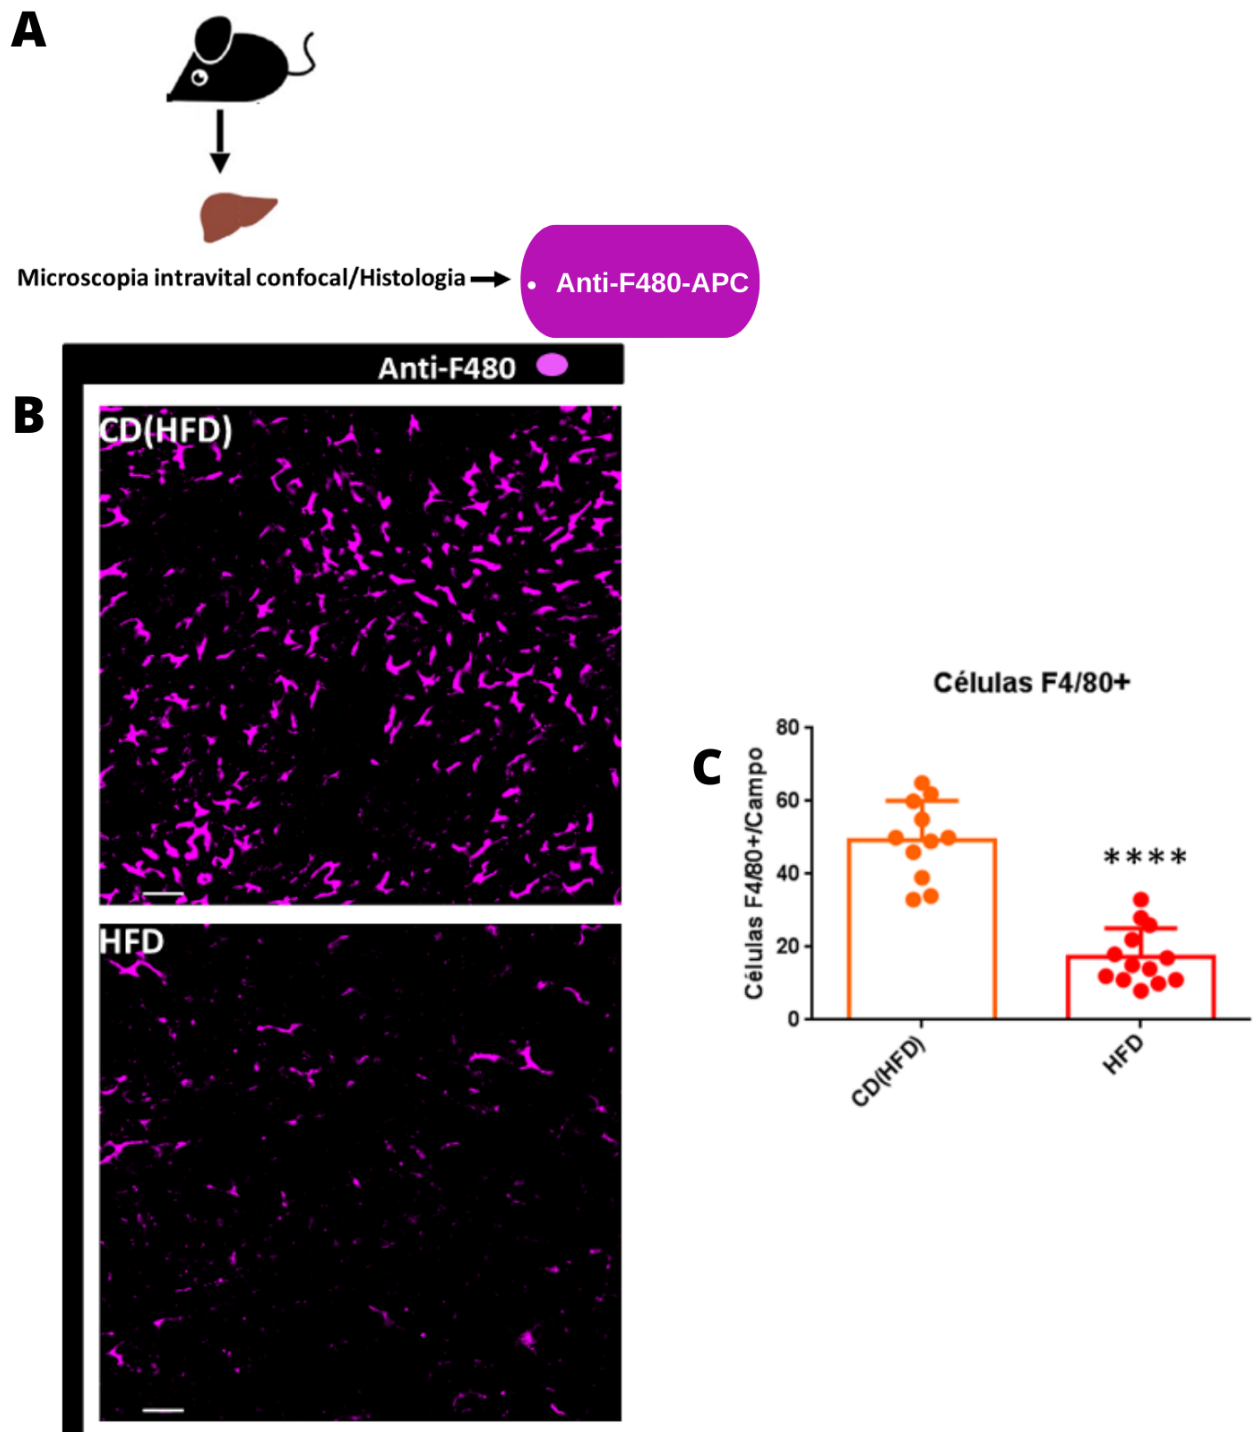 A
Microscopia intravital confocal/Histologia
• Anti-F480-APC
Anti-F480
B
CD(HFD)
HFD
C
Células F4/80+
Células F4/80+/Campo
80
60
40
20
0
****
CD(HFD)
HFD